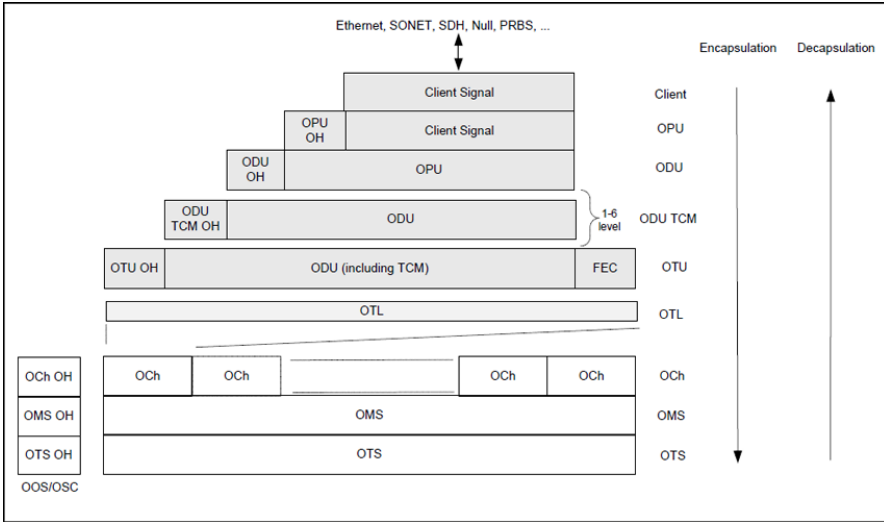 Ethernet, SONET, SDH, Null, PRBS, ...
Encapsulation
Decapsulation
Client Signal
Client
OPU
OH
Client Signal
OPU
ODU
OH
OPU
ODU
ODU
TCM OH
ODU
1-6
level
ODU TCM
OTU OH
ODU (including TCM)
FEC
OTU
OTL
OTL
OCh OH
OCh
OCh
OCh
OCh
OCh
OMS OH
OMS
OMS
OTS OH
OTS
OTS
OOS/OSC